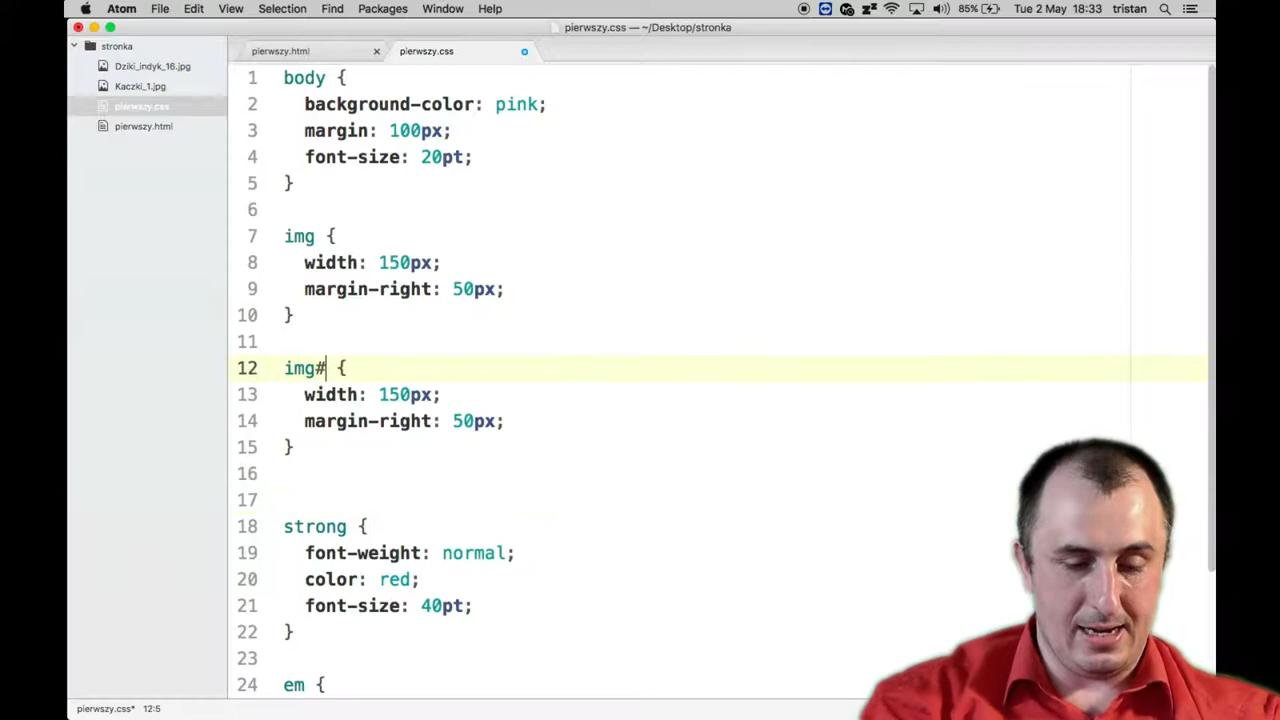 Atom File Edit View Selection Find Packages Window Help 85% Tue 2 May 18:33 tristan
pierwszy.css — ~/Desktop/stronka
stronka
Dziki_indyk_16.jpg
Kaczki_1.jpg
pierwszy.css
pierwszy.html
pierwszy.html pierwszy.css
1 body {
2 background-color: pink;
3 margin: 100px;
4 font-size: 20pt;
5 }
6
7 img {
8 width: 150px;
9 margin-right: 50px;
10 }
11
12 img# {
13 width: 150px;
14 margin-right: 50px;
15 }
16
17
18 strong {
19 font-weight: normal;
20 color: red;
21 font-size: 40pt;
22 }
23
24 em {
pierwszy.css* 12:5